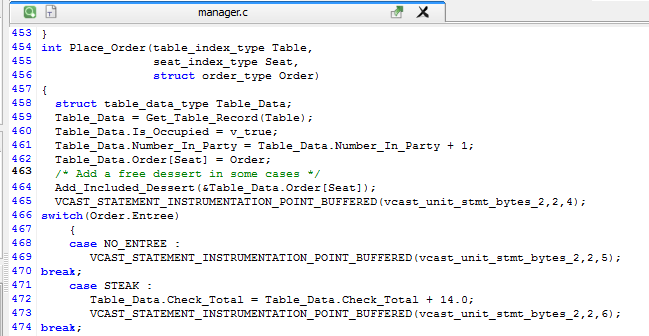 manager.c
453 }
454 int Place_Order(table_index_type Table,
455 seat_index_type Seat,
456 struct order_type Order)
457 {
458 struct table_data_type Table_Data;
459 Table_Data = Get_Table_Record(Table);
460 Table_Data.Is_Occupied = v_true;
461 Table_Data.Number_In_Party = Table_Data.Number_In_Party + 1;
462 Table_Data.Order[Seat] = Order;
463 /* Add a free dessert in some cases */
464 Add_Included_Dessert(&Table_Data.Order[Seat]);
465 VCAST_STATEMENT_INSTRUMENTATION_POINT_BUFFERED(vcast_unit_stmt_bytes_2,2,4);
466 switch(Order.Entree)
467 {
468 case NO_ENTREE :
469 VCAST_STATEMENT_INSTRUMENTATION_POINT_BUFFERED(vcast_unit_stmt_bytes_2,2,5);
470 break;
471 case STEAK :
472 Table_Data.Check_Total = Table_Data.Check_Total + 14.0;
473 VCAST_STATEMENT_INSTRUMENTATION_POINT_BUFFERED(vcast_unit_stmt_bytes_2,2,6);
474 break;